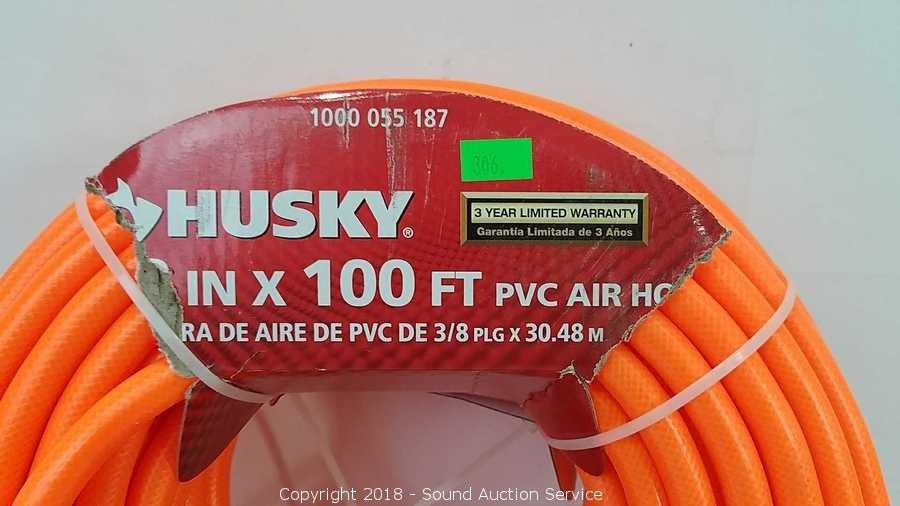 1000 055 187
306.
HUSKY®
3 YEAR LIMITED WARRANTY
Garantía Limitada de 3 Años
IN X 100 FT PVC AIR HO
RA DE AIRE DE PVC DE 3/8 PLG X 30.48 M
Copyright 2018 - Sound Auction Service